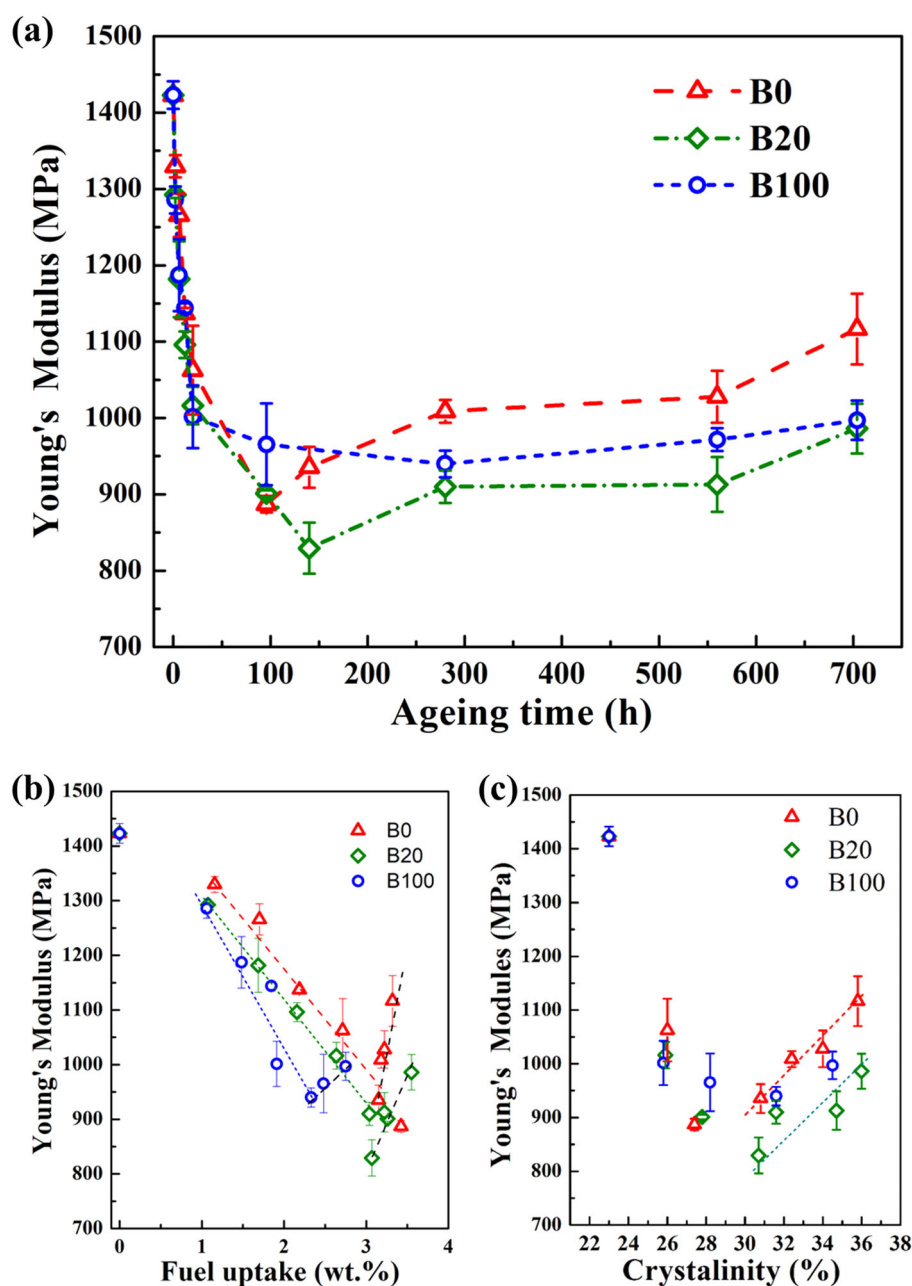 (a)
1500
1400
1300
1200
1100
1000
900
800
700
Young's Modulus (MPa)
B0
B20
B100
0 100 200 300 400 500 600 700
Ageing time (h)
(b)
1500
1400
1300
1200
1100
1000
900
800
700
Young's Modulus (MPa)
B0
B20
B100
0 1 2 3 4
Fuel uptake (wt.%)
(c)
1500
1400
1300
1200
1100
1000
900
800
700
Young's Modules (MPa)
B0
B20
B100
22 24 26 28 30 32 34 36 38
Crystalinity (%)